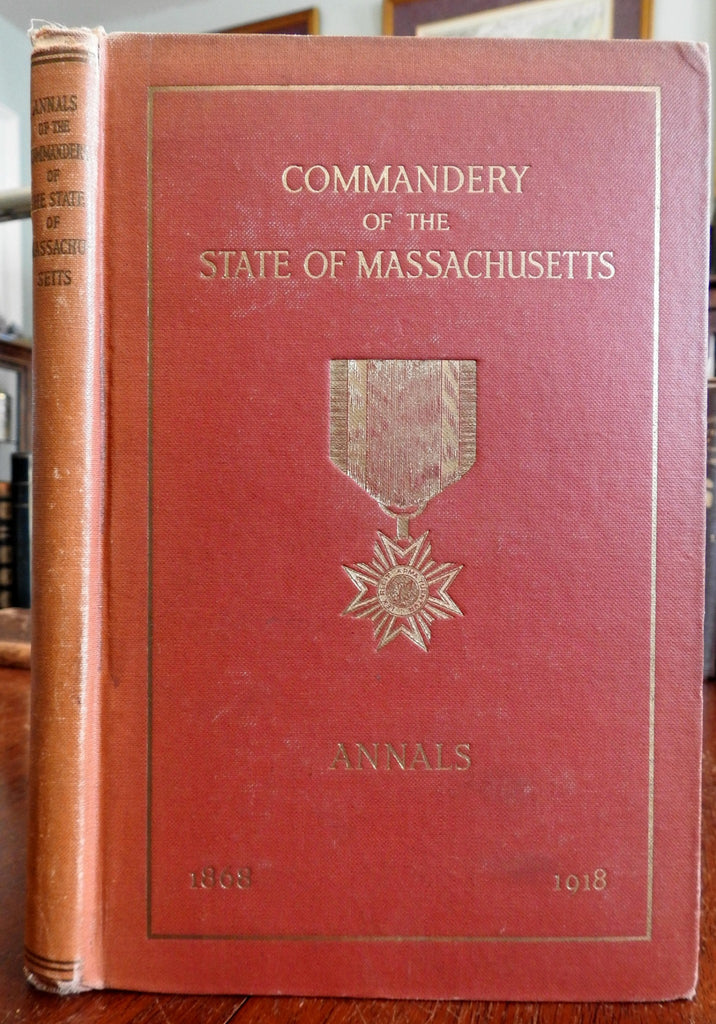 ANNALS
OF THE
COMMANDERY
OF
THE STATE
OF
MASSACHU
SETTS
COMMANDERY
OF THE
STATE OF MASSACHUSETTS
ANNALS
1868 1918